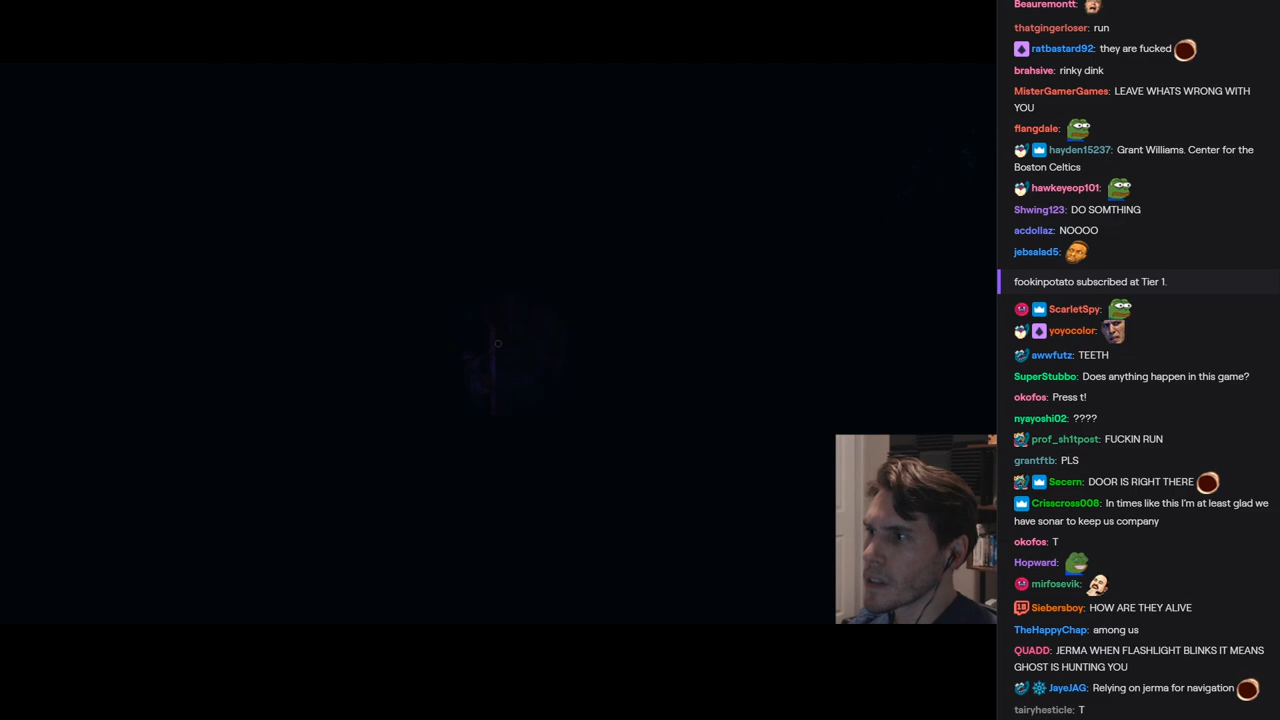 Beauremontt:
thatgingerloser: run
ratbastard92: they are fucked
brahsive: rinky dink
MisterGamerGames: LEAVE WHATS WRONG WITH
YOU
flangdale:
hayden15237: Grant Williams. Center for the
Boston Celtics
hawkeyeop101:
Shwing123: DO SOMTHING
acdollaz: NOOOO
jebsalad5:
fookinpotato subscribed at Tier 1.
ScarletSpy:
yoyocolor:
awwfutz: TEETH
SuperStubbo: Does anything happen in this game?
okofos: Press t!
nyayoshi02: ????
prof_sh1tpost: FUCKIN RUN
grantftb: PLS
Secern: DOOR IS RIGHT THERE
Crisscross006: In times like this I'm at least glad we
have sonar to keep us company
okofos: T
Hopward:
mirfosevik:
Siebersboy: HOW ARE THEY ALIVE
TheHappyChap: among us
QUADD: JERMA WHEN FLASHLIGHT BLINKS IT MEANS
GHOST IS HUNTING YOU
JayeJAG: Relying on jerma for navigation
tairyhesticle: T